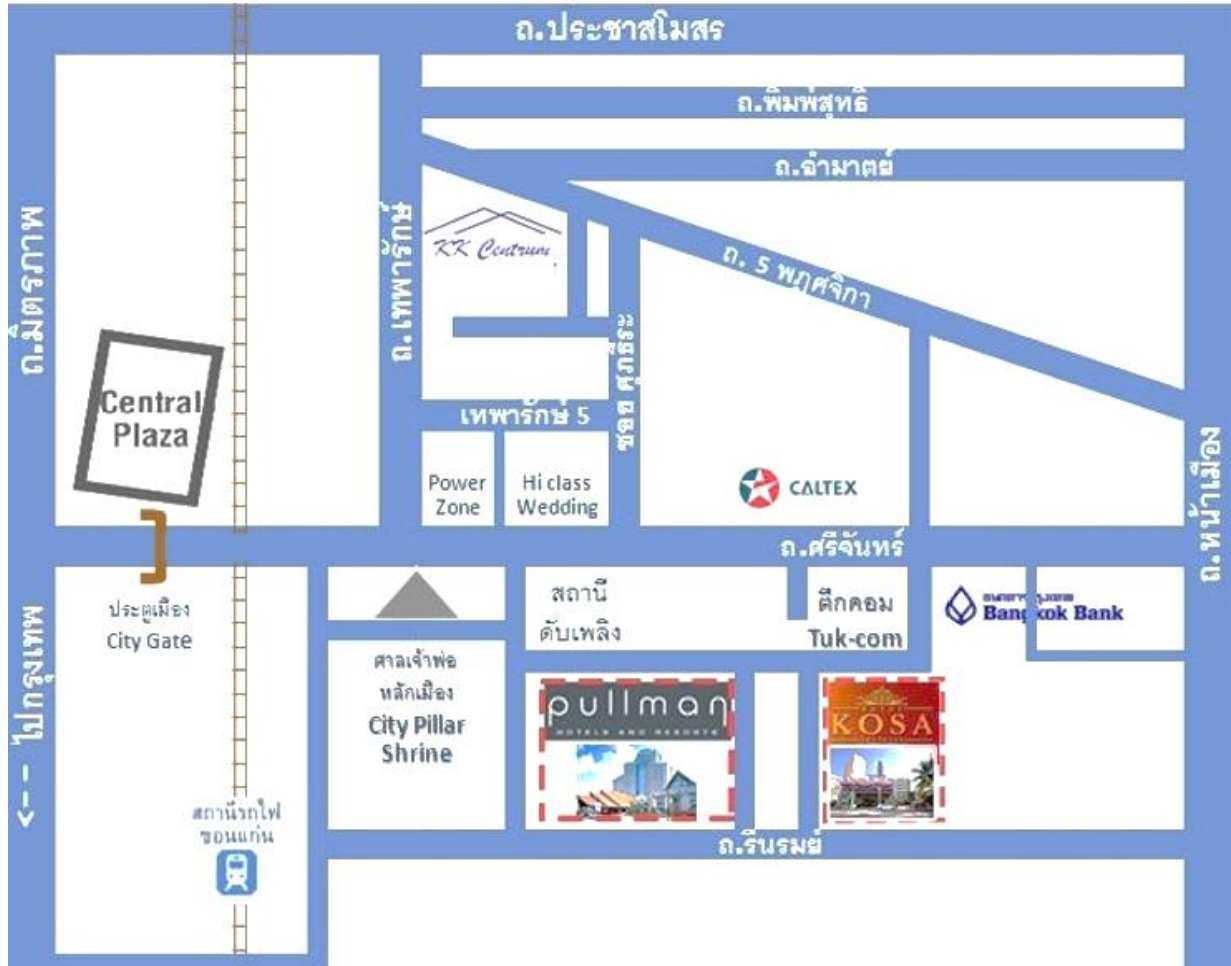 ถ.ประชาสโมสร
ถ.พิมพ์สุทธิ
ถ.อำมาตย์
ถ.มิตรภาพ
ถ.เทพารักษ์
KK Centrum
ถ. 5 พฤศจิกา
Central
Plaza
เทพารักษ์ 5
ซอย ศุภธีระ
Power
Zone
Hi class
Wedding
CALTEX
ถ.หน้าเมือง
ถ.ศรีจันทร์
ประตูเมือง
City Gate
สถานี
ดับเพลิง
ตึกคอม
Tuk-com
Bangkok Bank
<--- ไปกรุงเทพ
ศาลเจ้าพ่อ
หลักเมือง
City Pillar
Shrine
pullman
HOTELS AND RESORTS
KOSA
สถานีรถไฟ
ขอนแก่น
ถ.รื่นรมย์